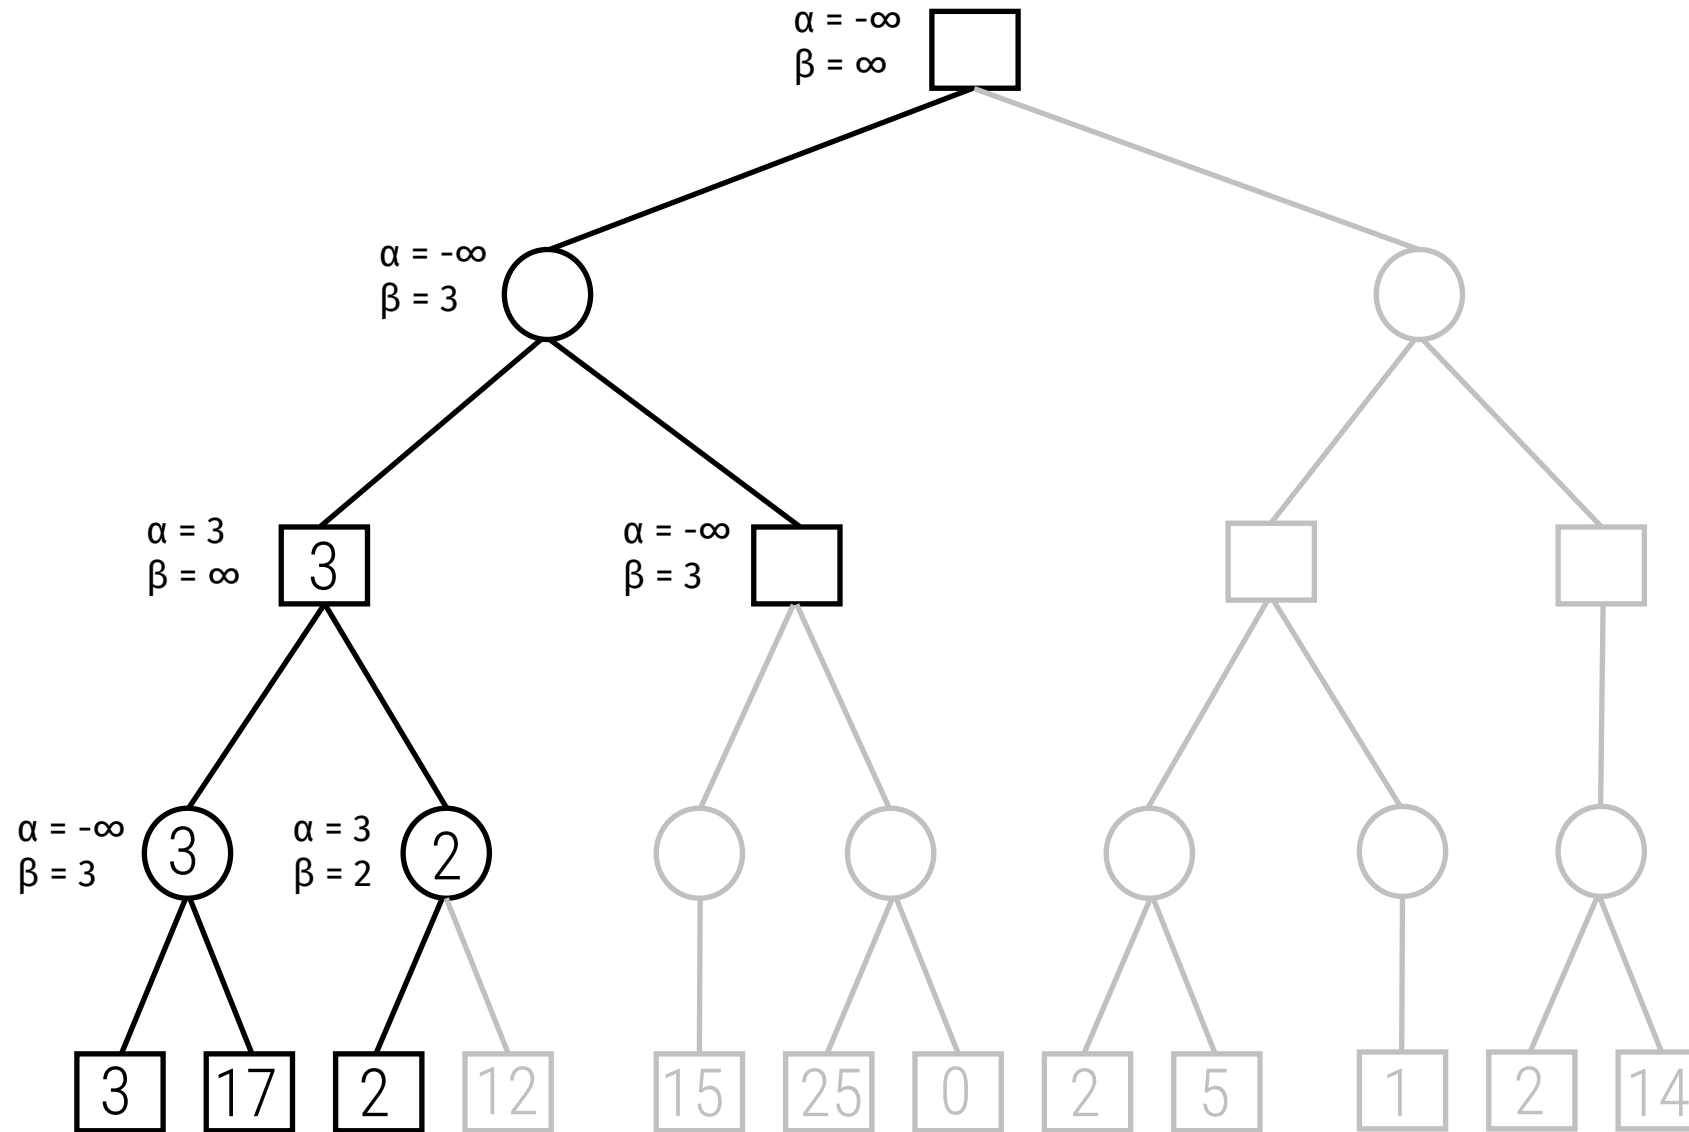 α = -∞
β = ∞
α = -∞
β = 3
α = 3
β = ∞
3
α = -∞
β = 3
α = -∞
β = 3
3
α = 3
β = 2
2
3
17
2
12
15
25
0
2
5
1
2
14